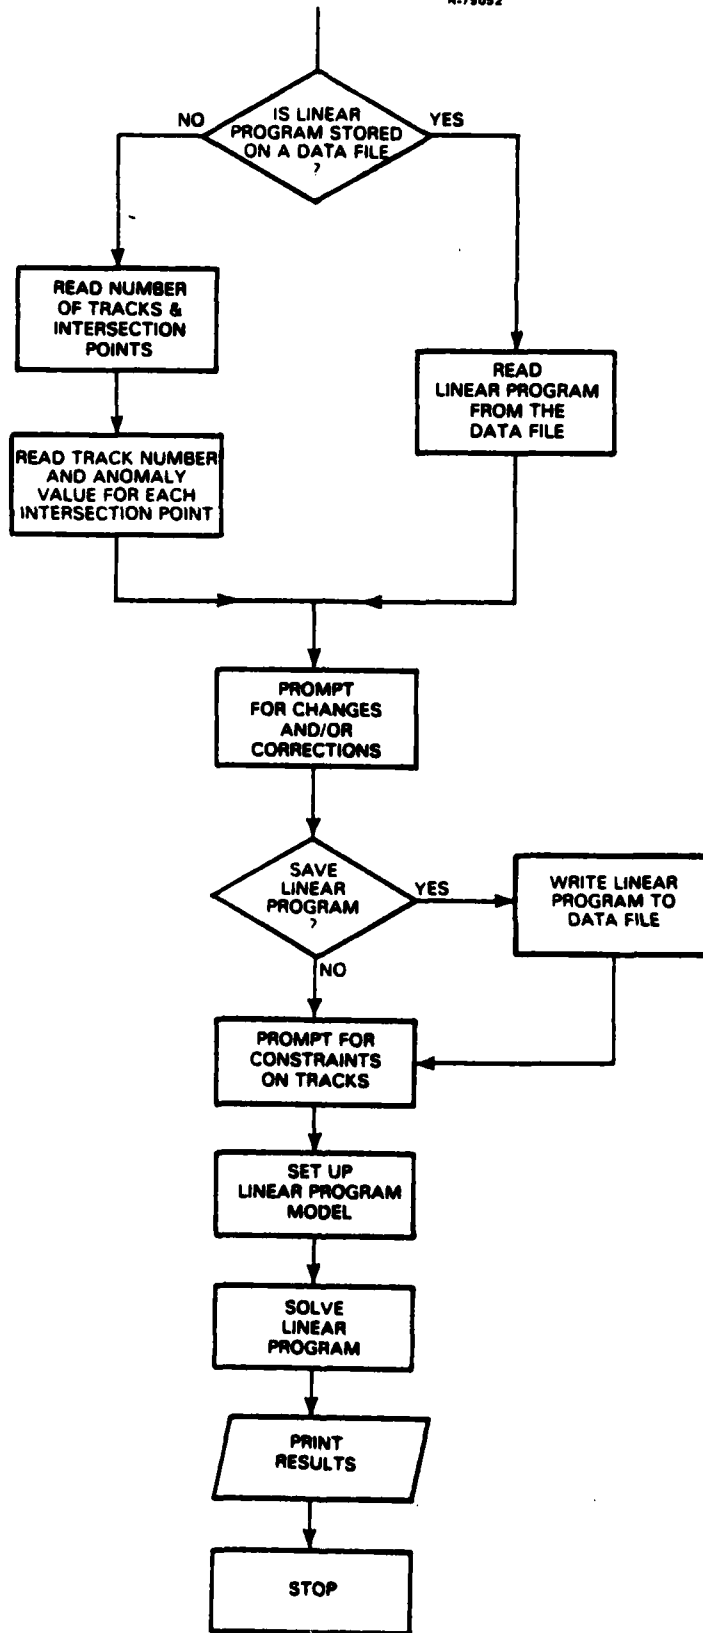 NO
IS LINEAR
PROGRAM STORED
ON A DATA FILE
?
YES
READ NUMBER
OF TRACKS &
INTERSECTION
POINTS
READ
LINEAR PROGRAM
FROM THE
DATA FILE
READ TRACK NUMBER
AND ANOMALY
VALUE FOR EACH
INTERSECTION POINT
PROMPT
FOR CHANGES
AND/OR
CORRECTIONS
SAVE
LINEAR
PROGRAM
?
YES
WRITE LINEAR
PROGRAM TO
DATA FILE
NO
PROMPT FOR
CONSTRAINTS
ON TRACKS
SET UP
LINEAR PROGRAM
MODEL
SOLVE
LINEAR
PROGRAM
PRINT
RESULTS
STOP